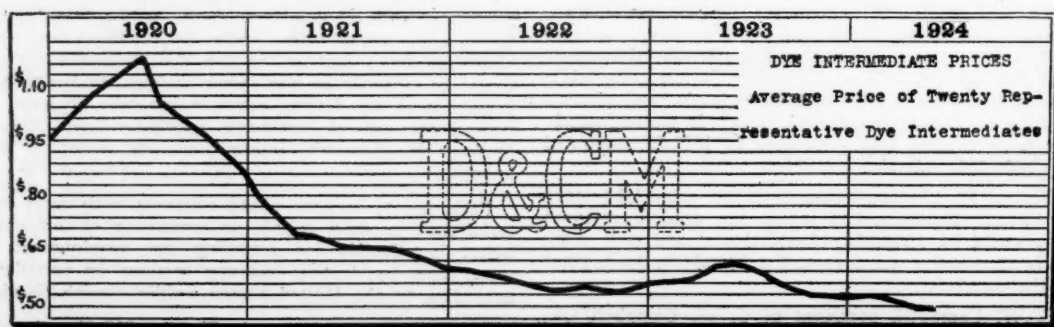 1920 1921 1922 1923 1924
DYE INTERMEDIATE PRICES
Average Price of Twenty Rep-
resentative Dye Intermediates
$1.10
$.95
$.80
$.65
$.50
D&CM